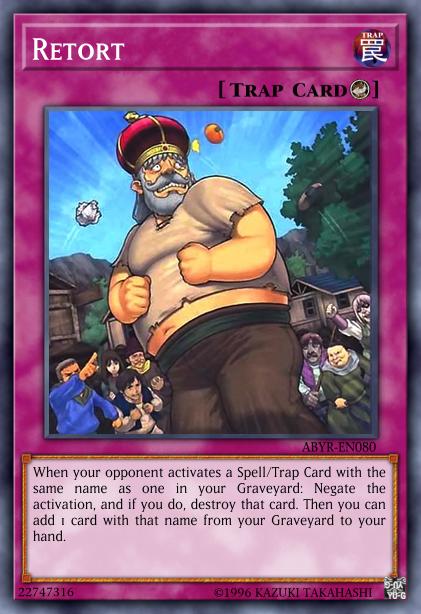 RETORT
TRAP
罠
[TRAP CARD]
ABYR-EN080
When your opponent activates a Spell/Trap Card with the
same name as one in your Graveyard: Negate the
activation, and if you do, destroy that card. Then you can
add 1 card with that name from your Graveyard to your
hand.
22747316
©1996 KAZUKI TAKAHASHI